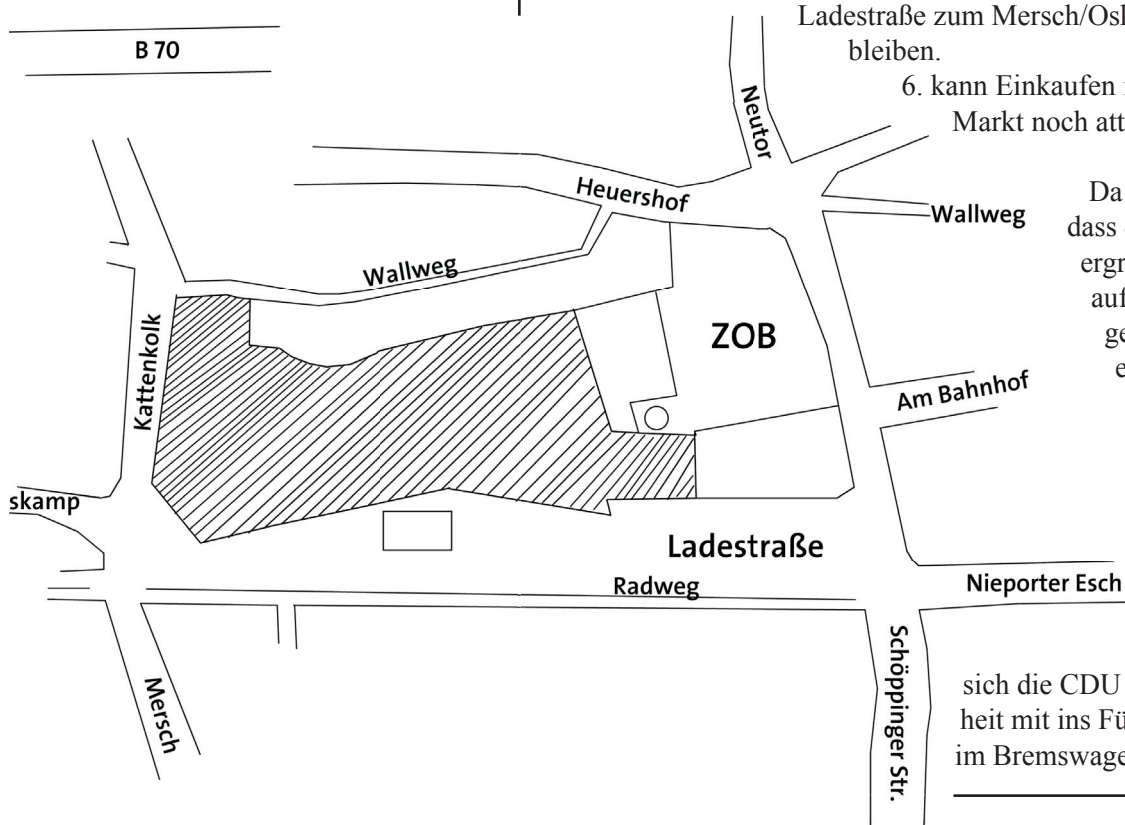 Ladestraße zum Mersch/Osk
bleiben.
6. kann Einkaufen
Markt noch att
Da
dass
ergr
auf
ge
e
B 70
Neutor
Heuershof
Wallweg
Wallweg
ZOB
Kattenkolk
Am Bahnhof
skamp
Ladestraße
Radweg
Nieporter Esch
Mersch
Schöppinger Str.
sich die CDU
heit mit ins Fü
im Bremswage